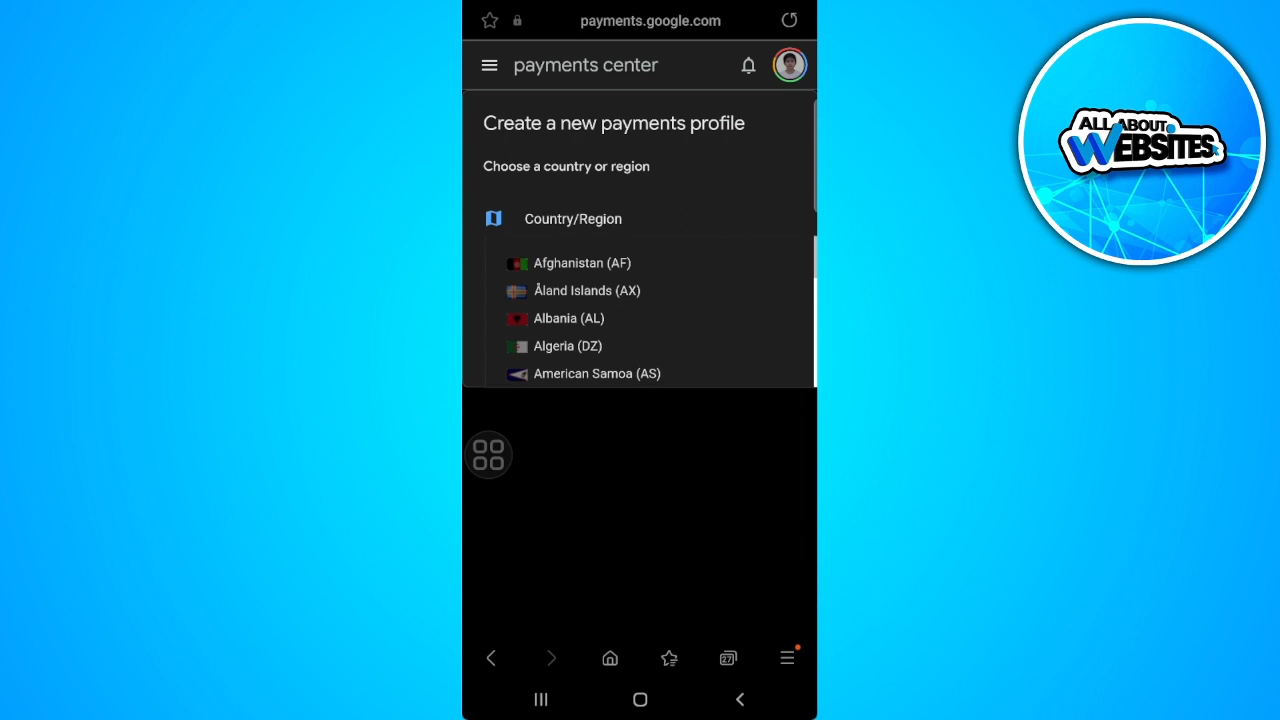 payments.google.com
payments center
Create a new payments profile
Choose a country or region
Country/Region
Afghanistan (AF)
Åland Islands (AX)
Albania (AL)
Algeria (DZ)
American Samoa (AS)
27
ALL ABOUT
WEBSITES